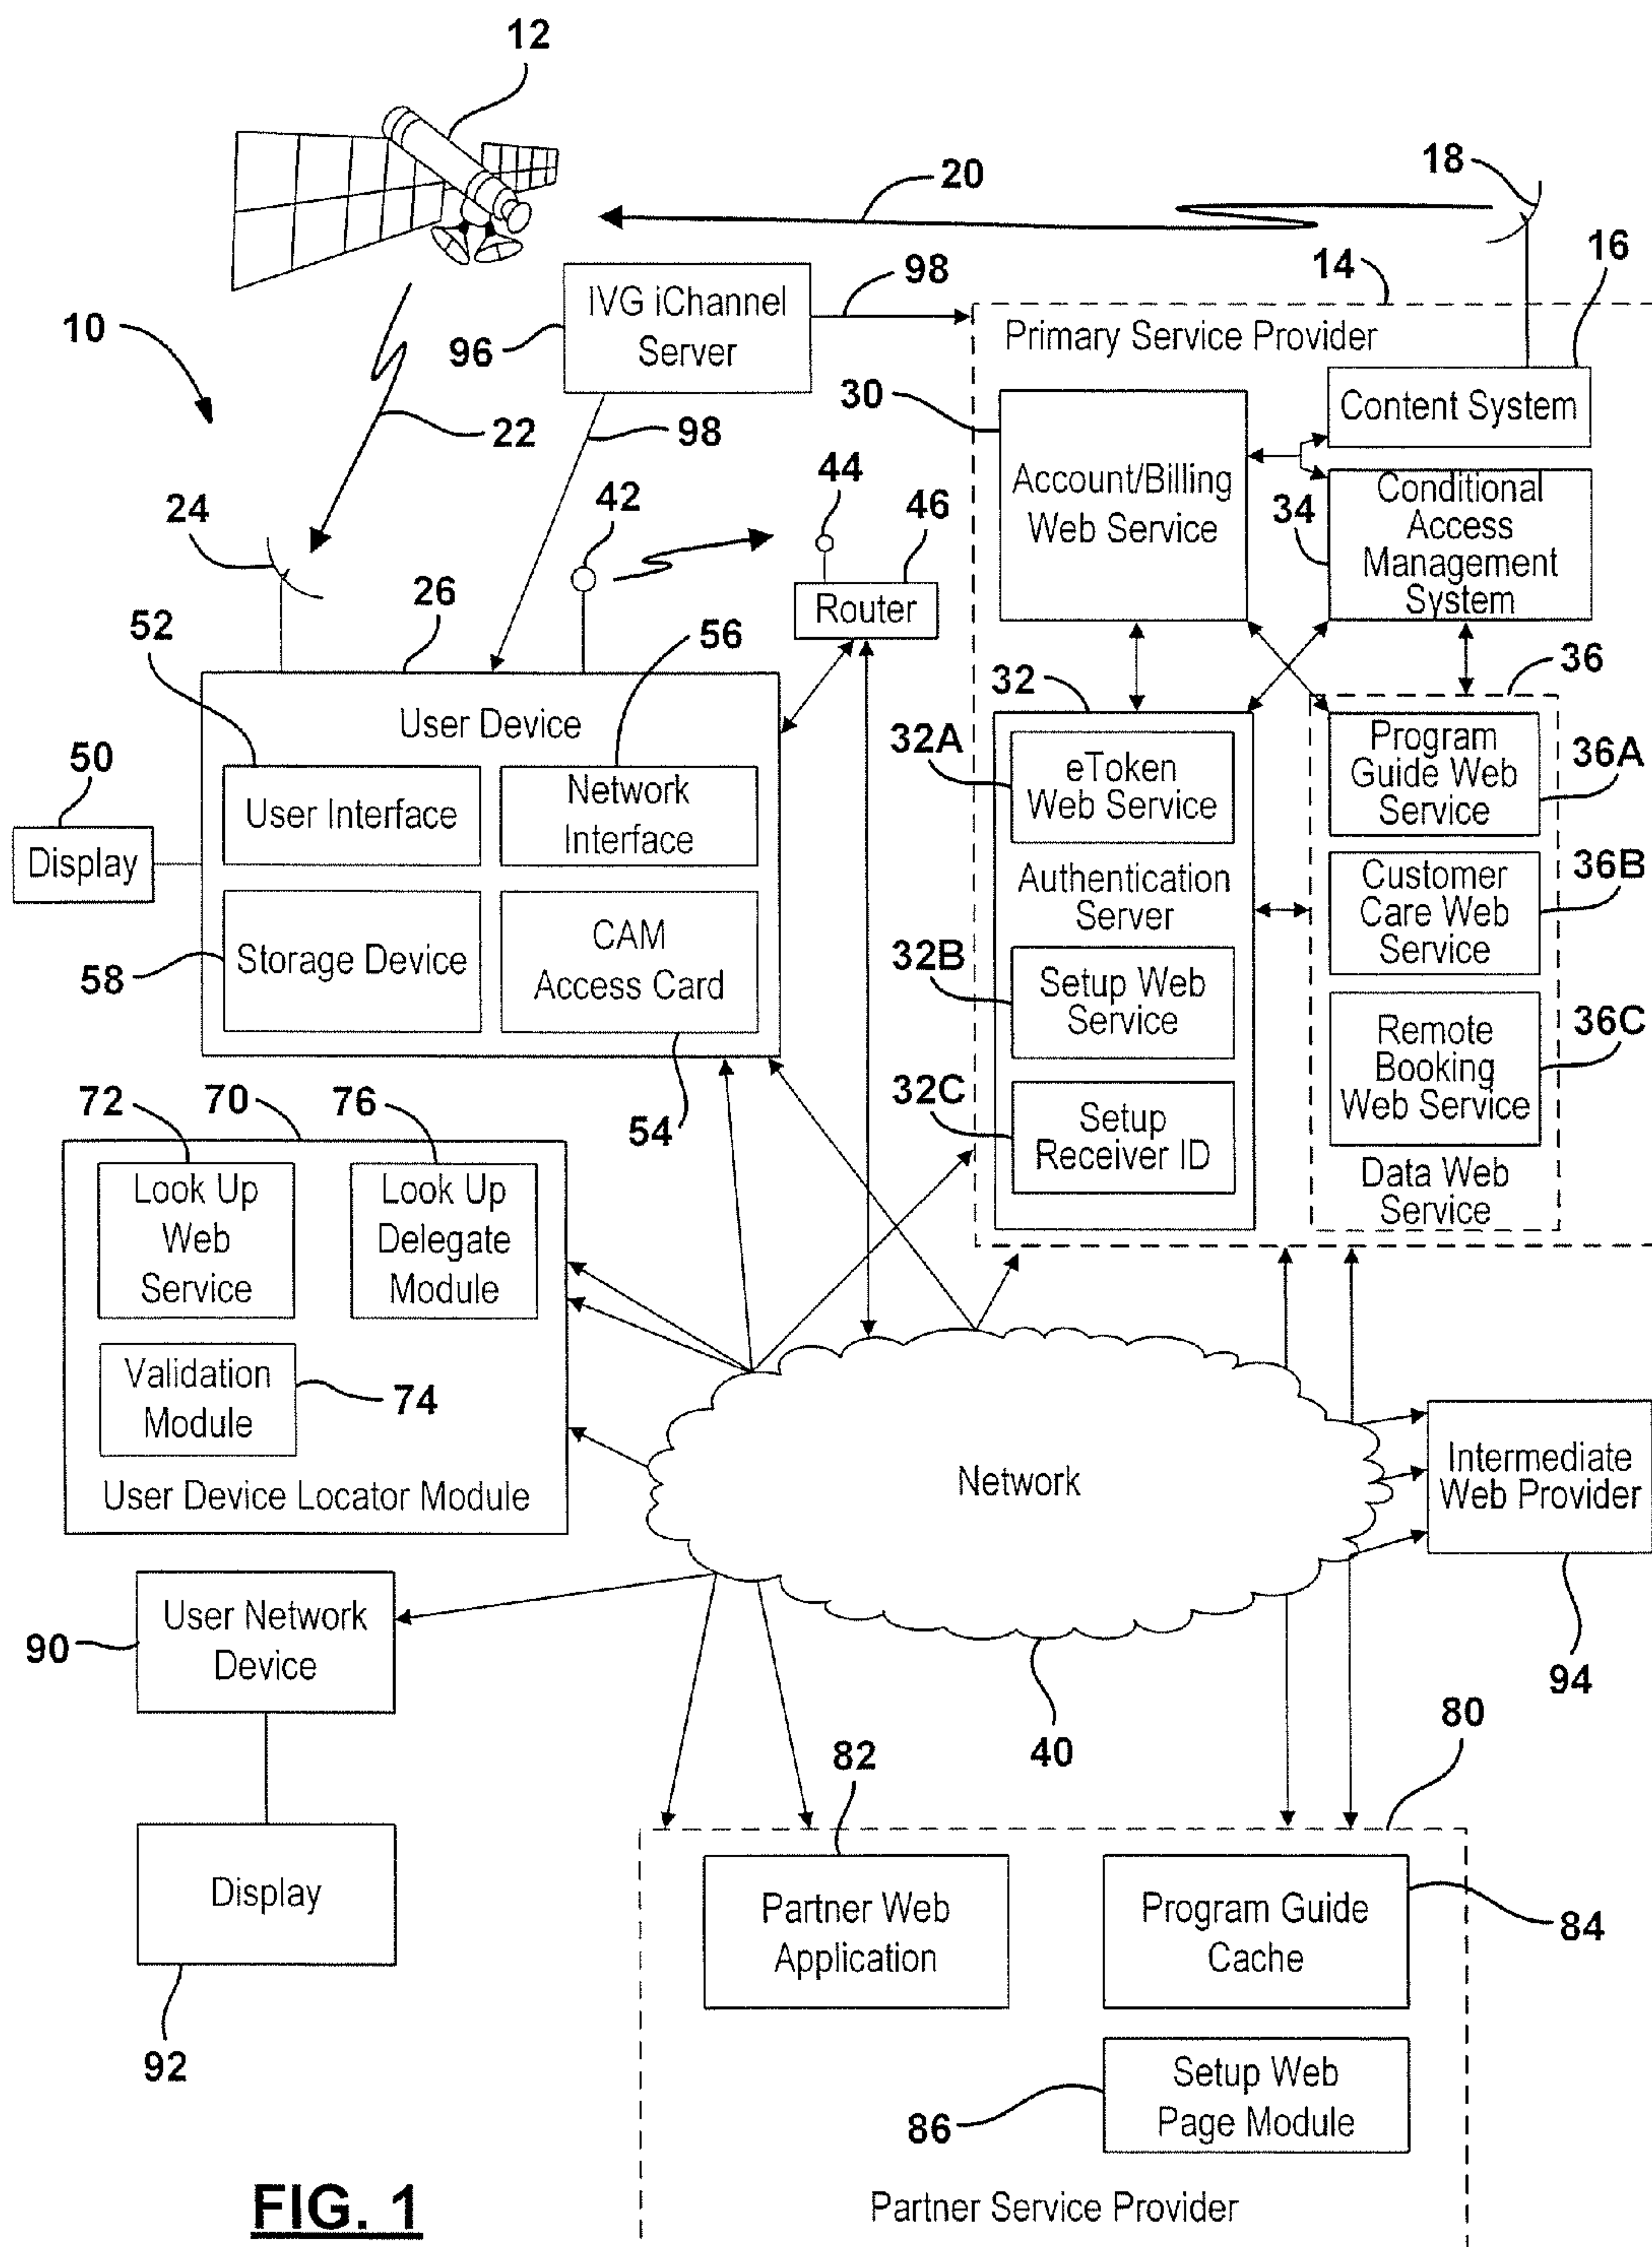 12
20
18
14
16
98
10
IVG iChannel
Server
96
Primary Service Provider
30
Content System
22
98
Account/Billing
Web Service
34
Conditional
Access
Management
System
24
42
44
46
Router
52
26
56
32
36
User Device
50
Display
User Interface
Network
Interface
58
Storage Device
CAM
Access Card
54
32A
eToken
Web Service
Authentication
Server
32B
Setup Web
Service
32C
Setup
Receiver ID
Program
Guide Web
Service
36A
Customer
Care Web
Service
36B
Remote
Booking
Web Service
36C
Data Web
Service
72
70
76
Look Up
Web
Service
Look Up
Delegate
Module
Validation
Module
74
User Device Locator Module
Network
40
Intermediate
Web Provider
94
90
User Network
Device
Display
92
80
82
Partner Web
Application
Program Guide
Cache
84
86
Setup Web
Page Module
Partner Service Provider
FIG. 1